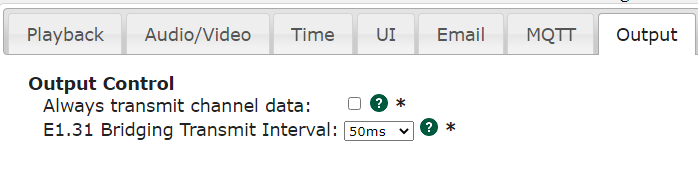 Playback Audio/Video Time UI Email MQTT Output
Output Control
Always transmit channel data: ? *
E1.31 Bridging Transmit Interval: 50ms ? *